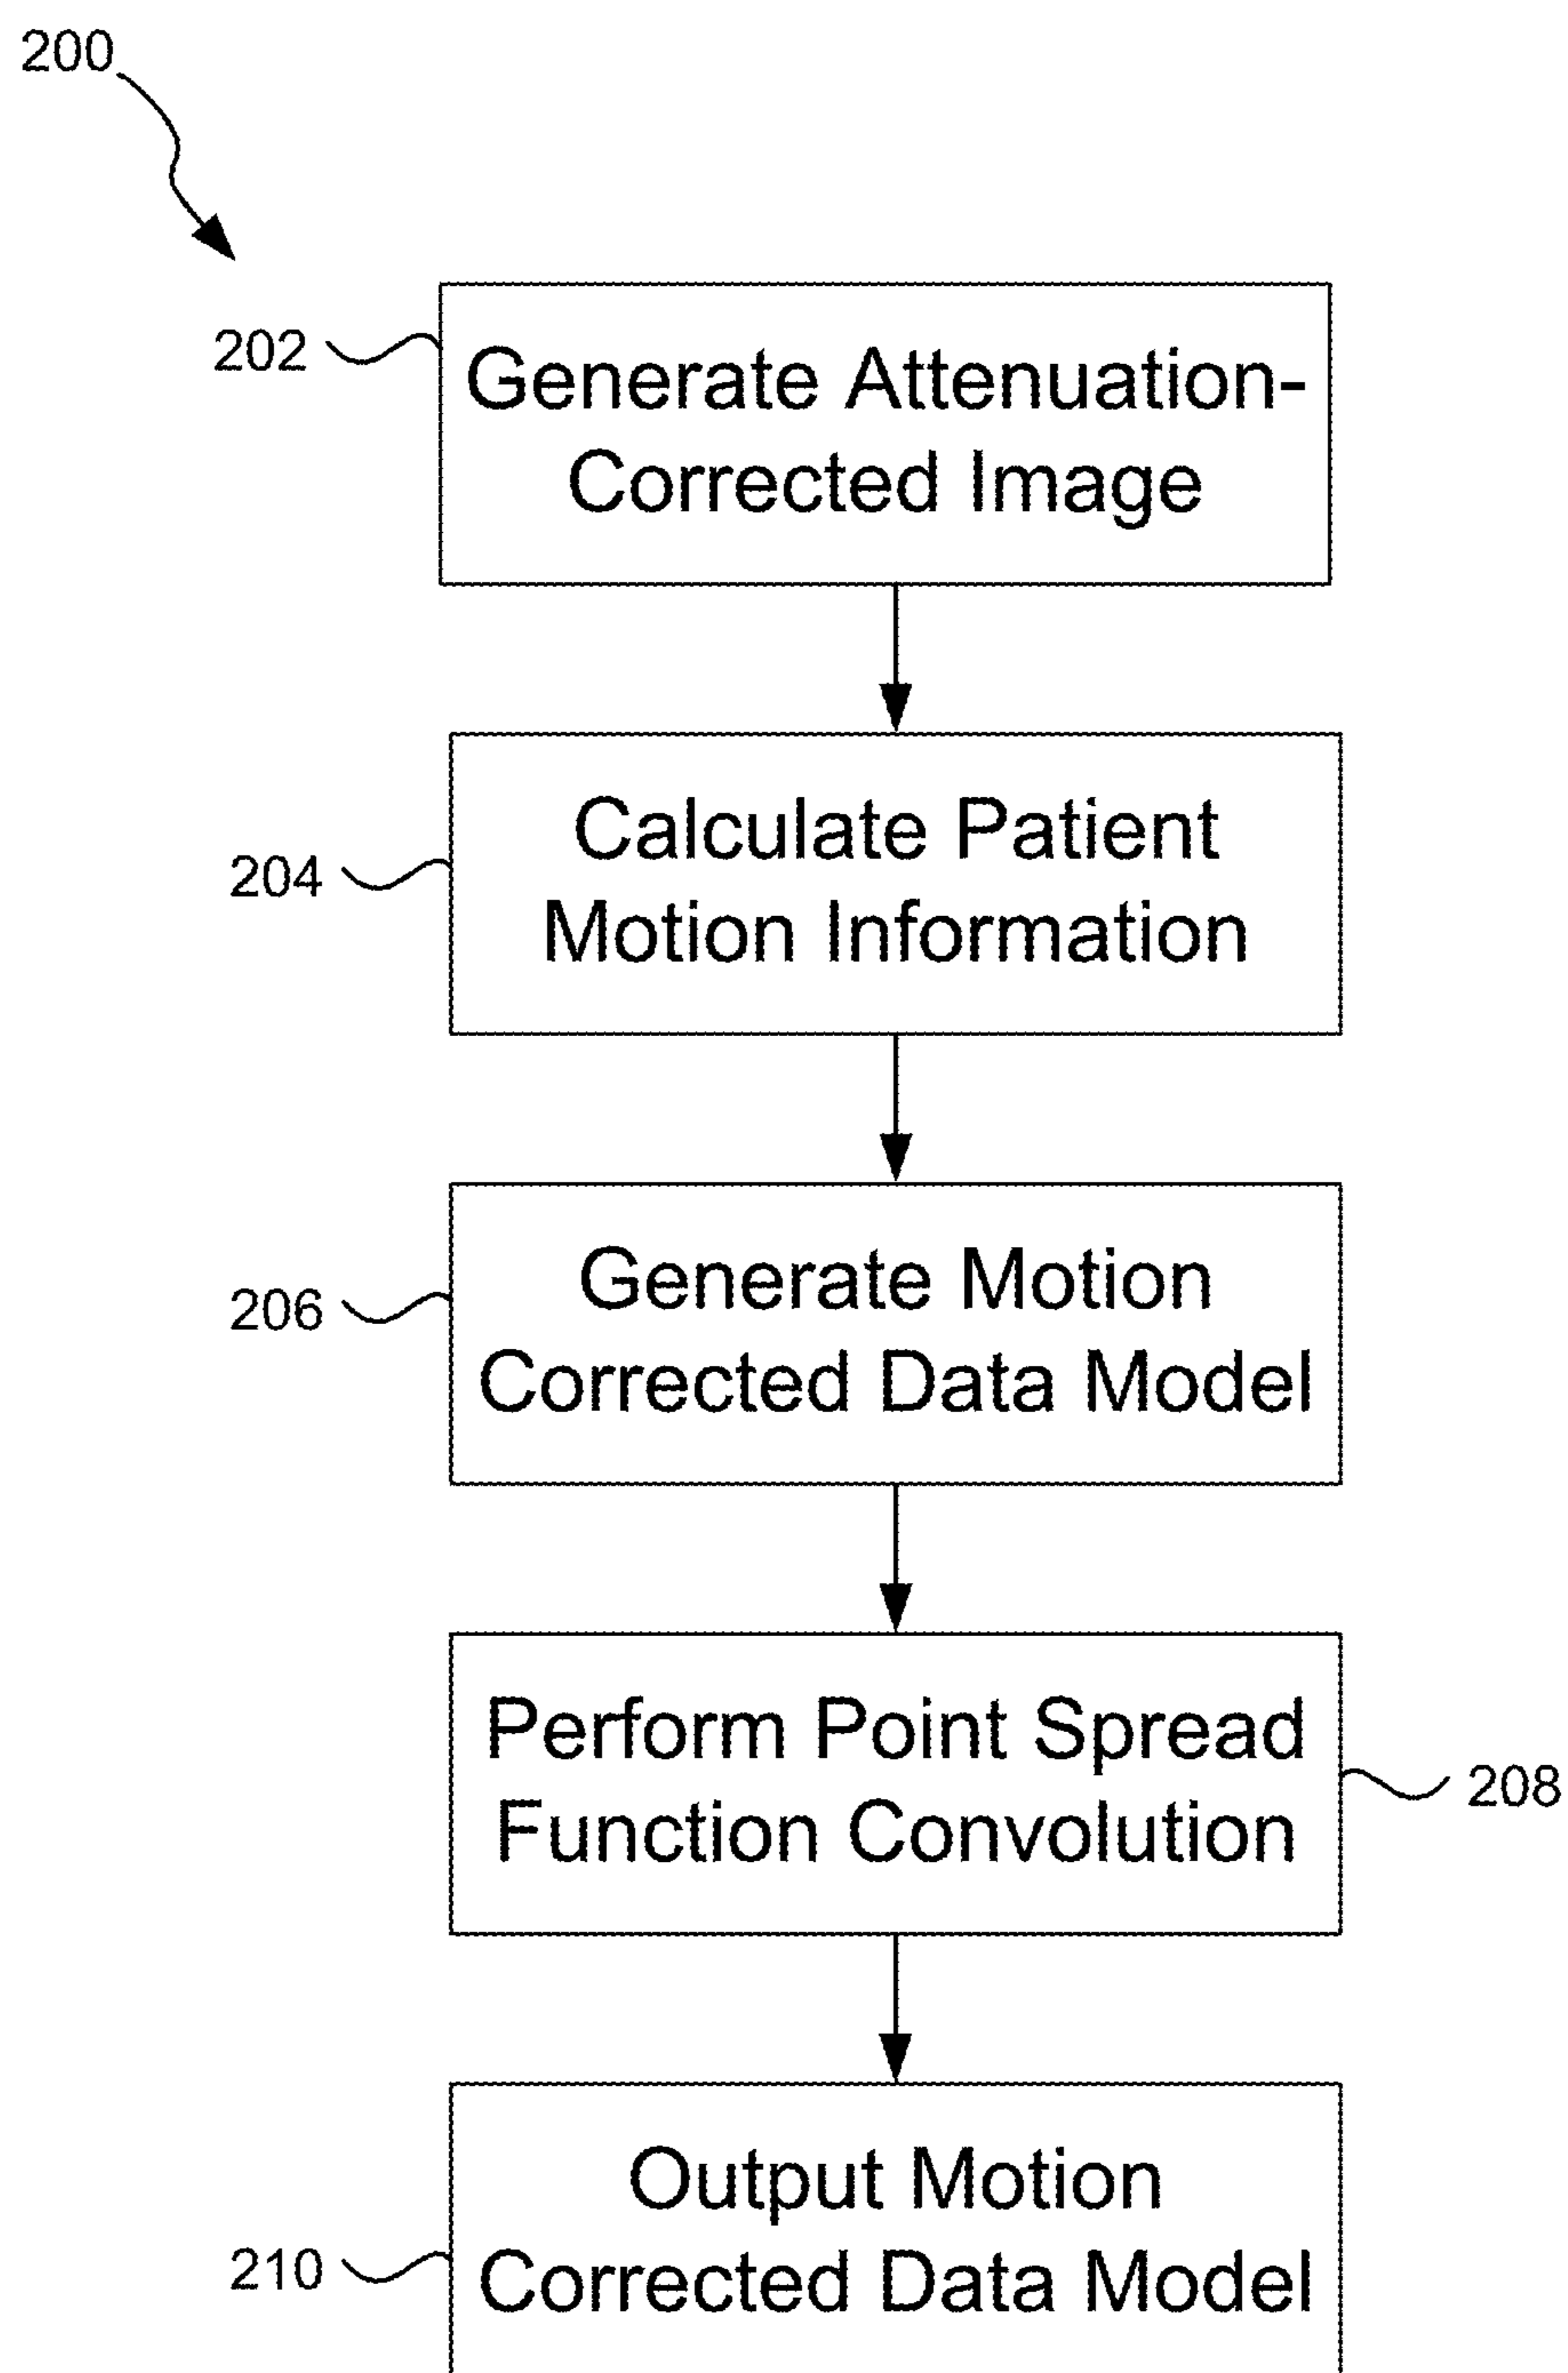 200
202
Generate Attenuation-
Corrected Image
204
Calculate Patient
Motion Information
206
Generate Motion
Corrected Data Model
Perform Point Spread
Function Convolution
208
Output Motion
Corrected Data Model
210